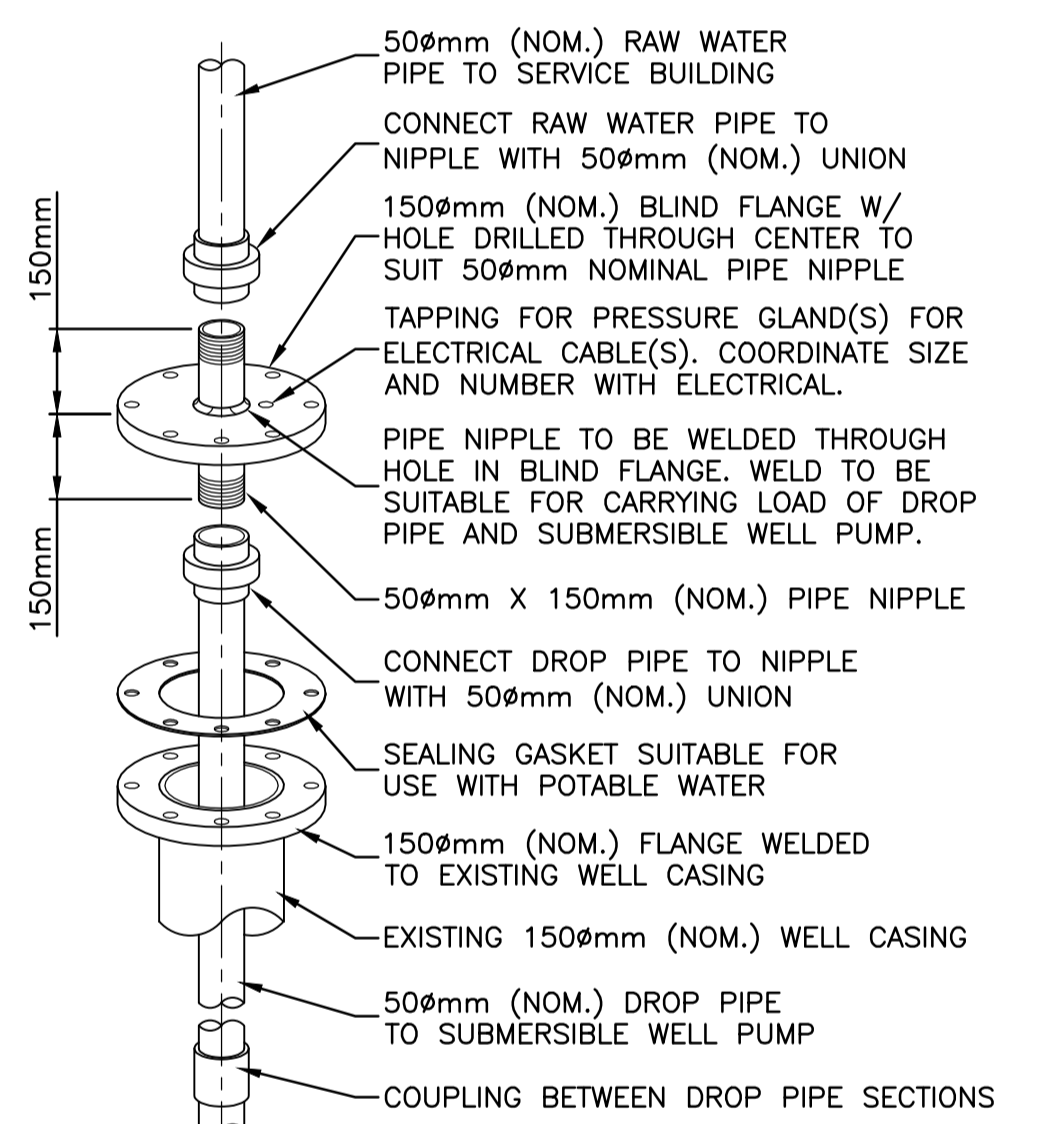 50ømm (NOM.) RAW WATER
PIPE TO SERVICE BUILDING
CONNECT RAW WATER PIPE TO
NIPPLE WITH 50ømm (NOM.) UNION
150ømm (NOM.) BLIND FLANGE W/
HOLE DRILLED THROUGH CENTER TO
SUIT 50ømm NOMINAL PIPE NIPPLE
TAPPING FOR PRESSURE GLAND(S) FOR
ELECTRICAL CABLE(S). COORDINATE SIZE
AND NUMBER WITH ELECTRICAL.
PIPE NIPPLE TO BE WELDED THROUGH
HOLE IN BLIND FLANGE. WELD TO BE
SUITABLE FOR CARRYING LOAD OF DROP
PIPE AND SUBMERSIBLE WELL PUMP.
50ømm X 150mm (NOM.) PIPE NIPPLE
CONNECT DROP PIPE TO NIPPLE
WITH 50ømm (NOM.) UNION
SEALING GASKET SUITABLE FOR
USE WITH POTABLE WATER
150ømm (NOM.) FLANGE WELDED
TO EXISTING WELL CASING
EXISTING 150ømm (NOM.) WELL CASING
50ømm (NOM.) DROP PIPE
TO SUBMERSIBLE WELL PUMP
COUPLING BETWEEN DROP PIPE SECTIONS
150mm
150mm